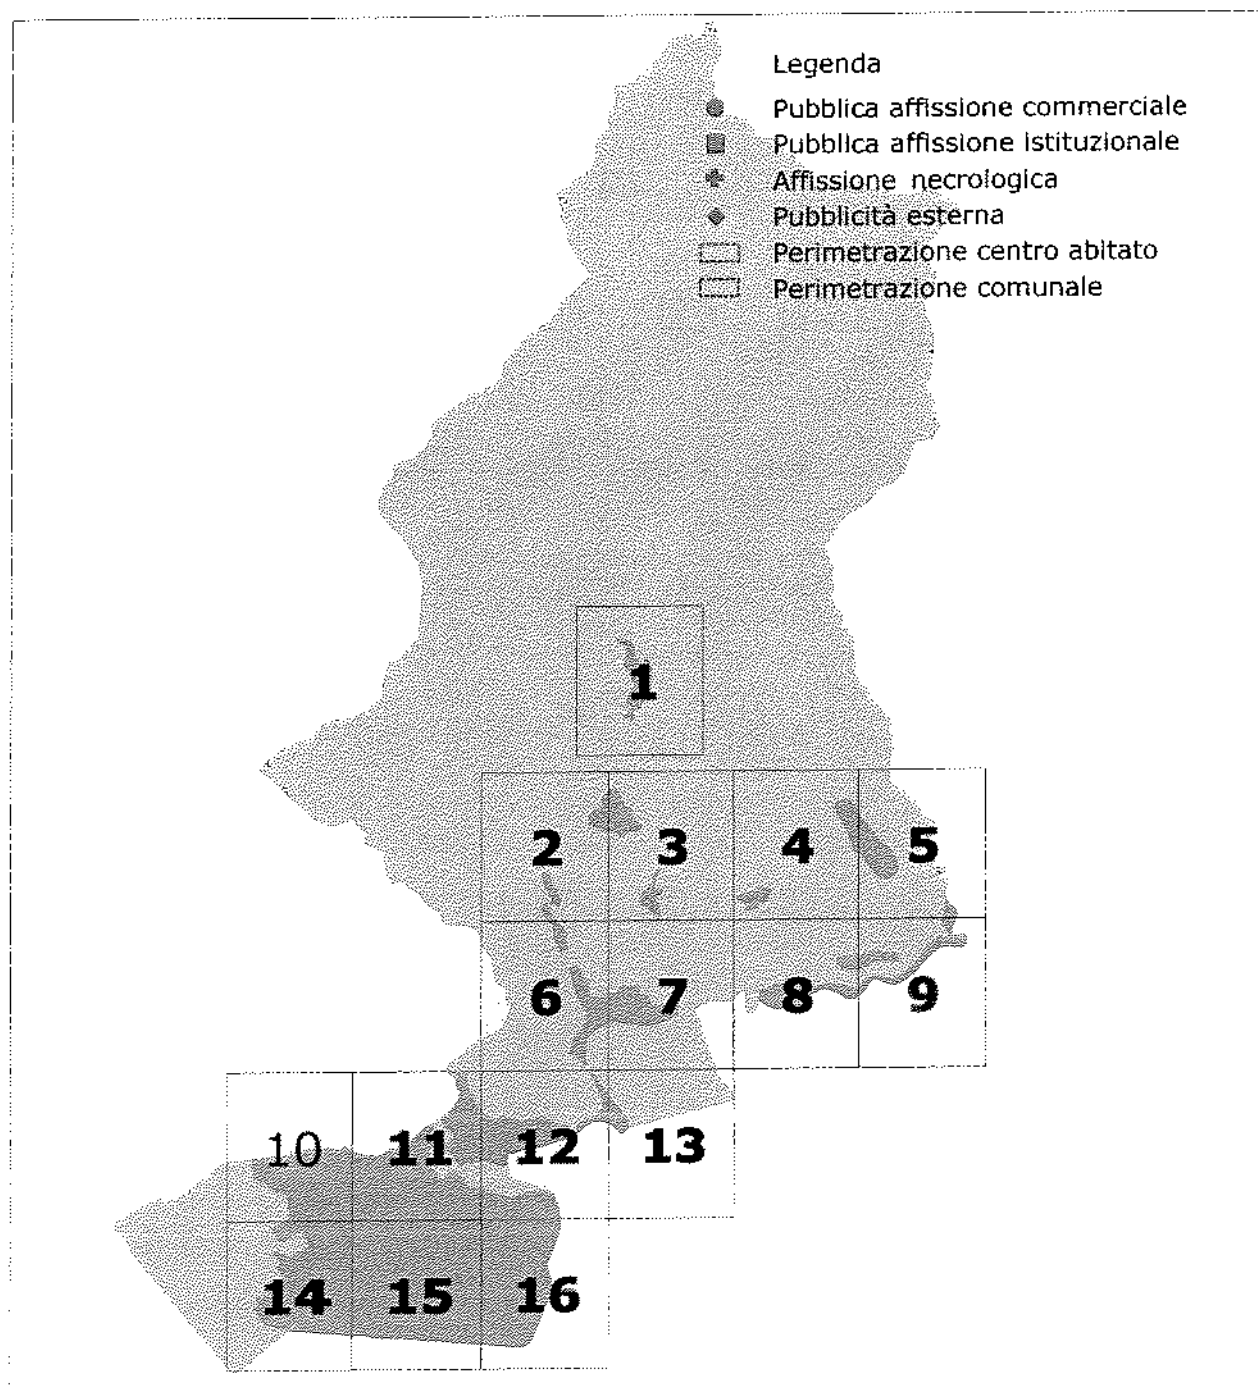 Legenda
Pubblica affissione commerciale
Pubblica affissione istituzionale
Affissione necrologica
Pubblicità esterna
Perimetrazione centro abitato
Perimetrazione comunale
1
2 3 4 5
6 7 8 9
10 11 12 13
14 15 16